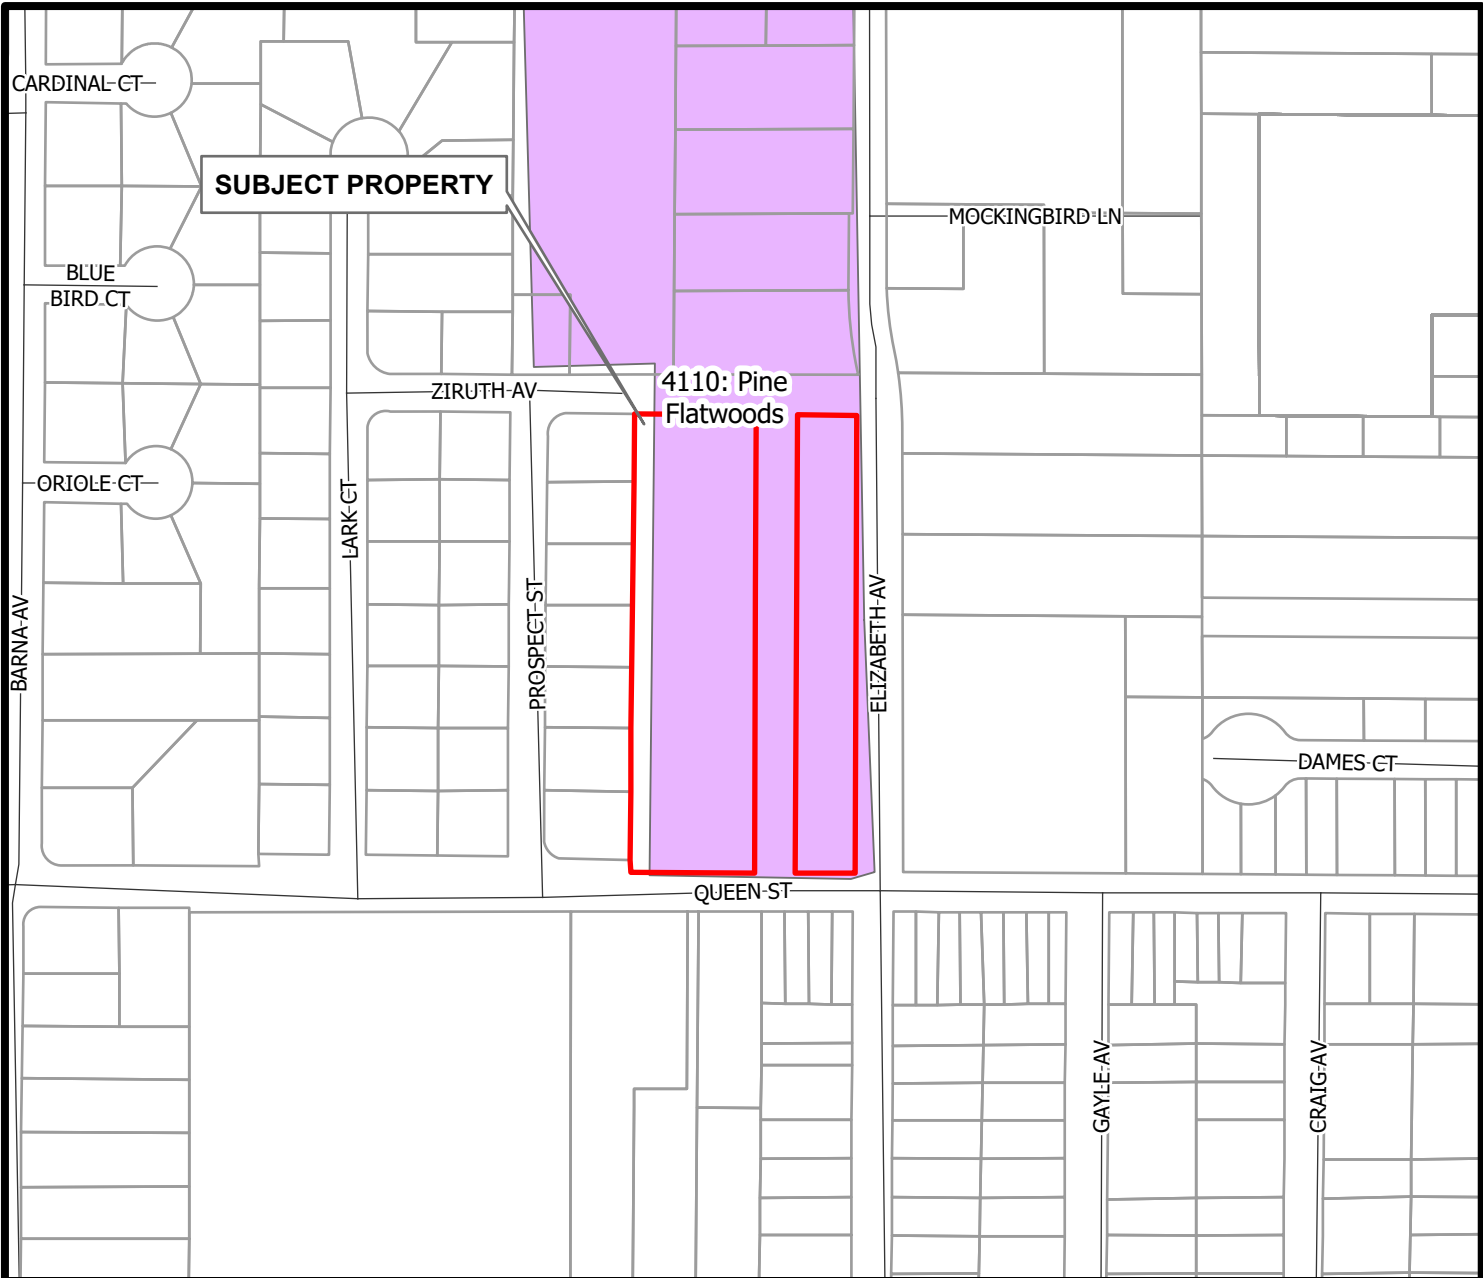 CARDINAL CT
SUBJECT PROPERTY
MOCKINGBIRD LN
BLUE
BIRD CT
ZIRUTH AV
4110: Pine
Flatwoods
ORIOLE CT
LARK CT
BARNA AV
PROSPECT ST
ELIZABETH AV
DAMES CT
QUEEN ST
GAYLE AV
CRAIG AV